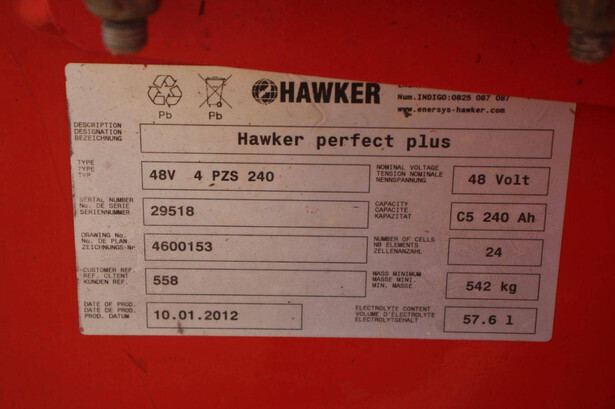 HAWKER
Num.INDIGO:0825 087 087
www.enersys-hawker.com
Pb
Pb
DESCRIPTION
DESIGNATION
BEZEICHNUNG
Hawker perfect plus
TYPE
TYPE
TYP
48V 4 PZS 240
NOMINAL VOLTAGE
TENSION NOMINALE
NENNSPANNUNG
48 Volt
SERIAL NUMBER
No. DE SERIE
SERIENNUMMER
29518
CAPACITY
CAPACITE
KAPAZITAT
C5 240 Ah
DRAWING No.
No. DE PLAN
ZEICHNUNGS-NR
4600153
NUMBER OF CELLS
NB ELEMENTS
ZELLENANZAHL
24
CUSTOMER REF.
REF. CLIENT
KUNDEN REF.
558
MASS MINIMUM
MASSE MINI.
MIN. MASSE
542 kg
DATE OF PROD.
DATE DE PROD.
PROD. DATUM
10.01.2012
ELECTROLYTE CONTENT
VOLUME D'ELECTROLYTE
ELECTROLYTGEHALT
57.6 l